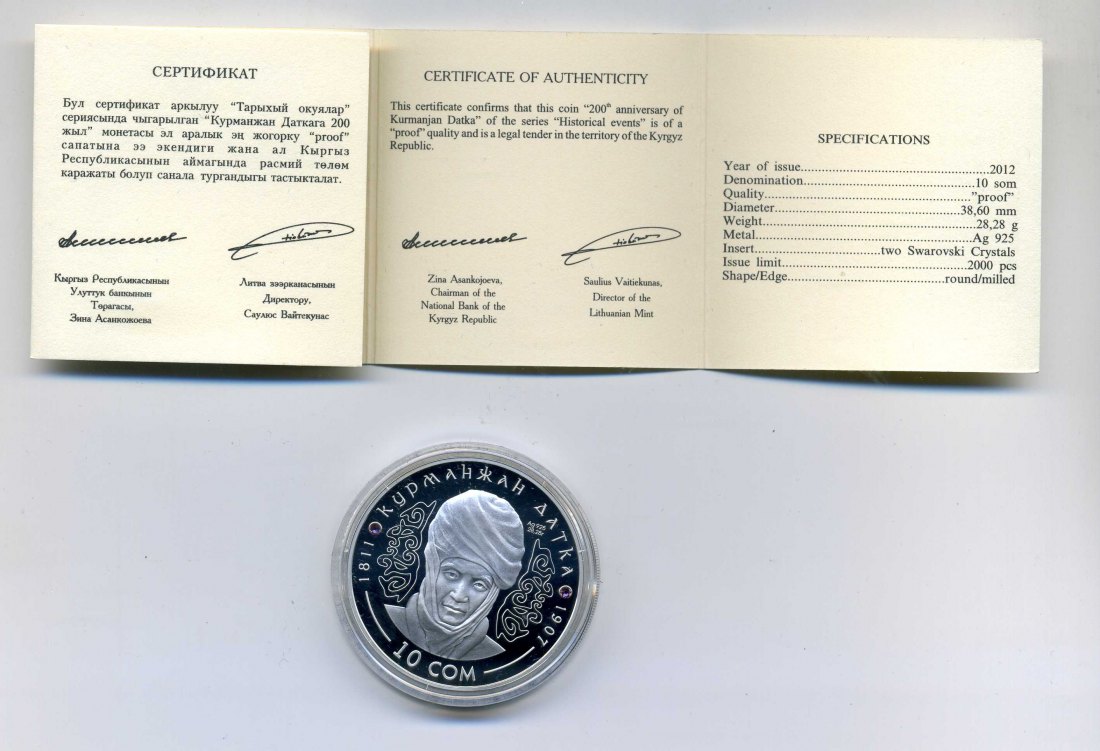 СЕРТИФИКАТ
Бул сертификат аркылуу “Тарыхый окуялар”
сериясында чыгарылган “Курманжан Даткага 200
жыл” монетасы эл аралык эң жогорку “proof”
сапатына ээ экендиги жана ал Кыргыз
Республикасынын аймагында расмий төлөм
каражаты болуп санала тургандыгы тастыкталат.
Кыргыз Республикасынын
Улуттук банкынын
Төрагасы,
Зина Асанкожоева
Литва зээрканасынын
Директору,
Саулюс Вайтекунас
CERTIFICATE OF AUTHENTICITY
This certificate confirms that this coin “200th anniversary of
Kurmanjan Datka” of the series “Historical events” is of a
“proof” quality and is a legal tender in the territory of the Kyrgyz
Republic.
Zina Asankojoeva,
Chairman of the
National Bank of the
Kyrgyz Republic
Saulius Vaitiekunas,
Director of the
Lithuanian Mint
SPECIFICATIONS
Year of issue....................................................2012
Denomination................................................10 som
Quality..........................................................”proof”
Diameter....................................................38,60 mm
Weight..........................................................28,28 g
Metal.............................................................Ag 925
Insert..................................two Swarovski Crystals
Issue limit....................................................2000 pcs
Shape/Edge...........................................round/milled
1811 КУРМАНЖАН ДАТКА 1907
Ag 925
28,28г
10 СОМ